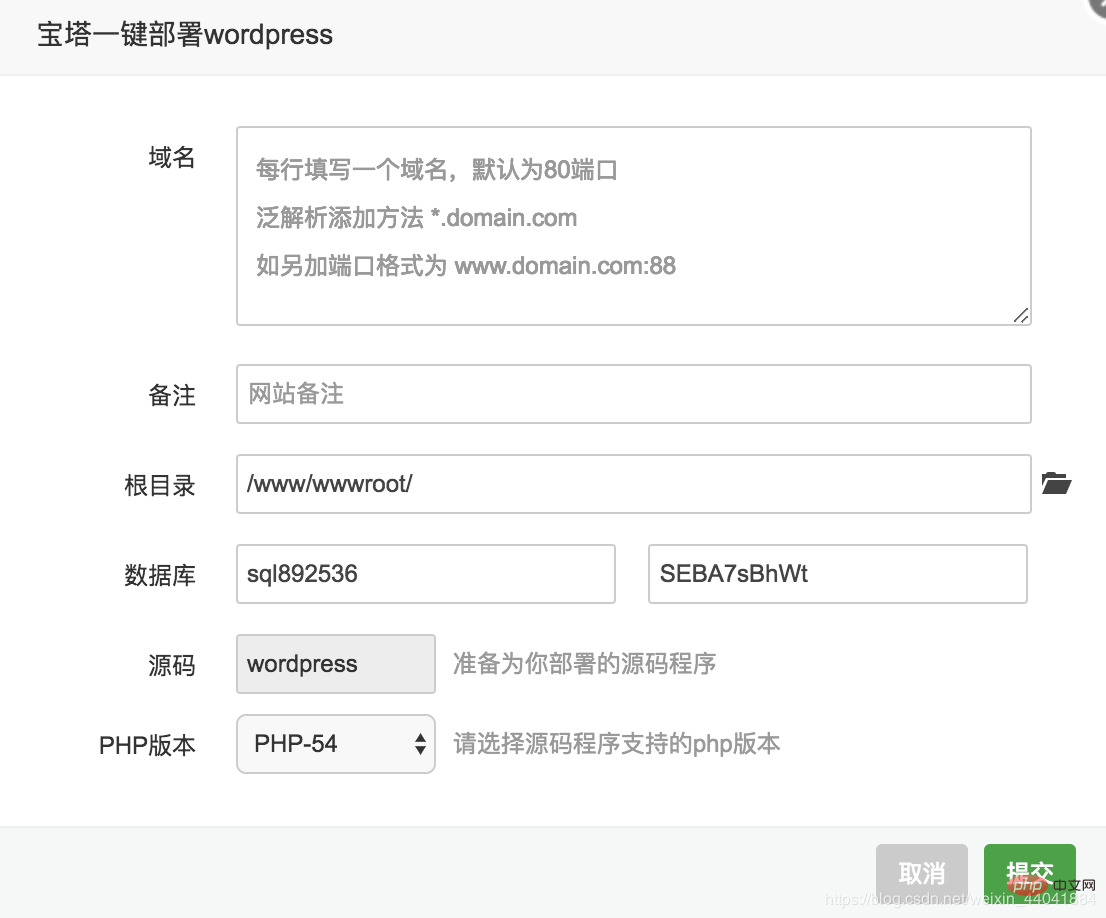 宝塔一键部署wordpress
域名
每行填写一个域名，默认为80端口
泛解析添加方法 *.domain.com
如另加端口格式为 www.domain.com:88
备注 网站备注
根目录 /www/wwwroot/
数据库 sql892536 SEBA7sBhWt
源码 wordpress 准备为你部署的源码程序
PHP版本 PHP-54 请选择源码程序支持的php版本
取消 提交
php 中文网
https://blog.csdn.net/weixin_44041884